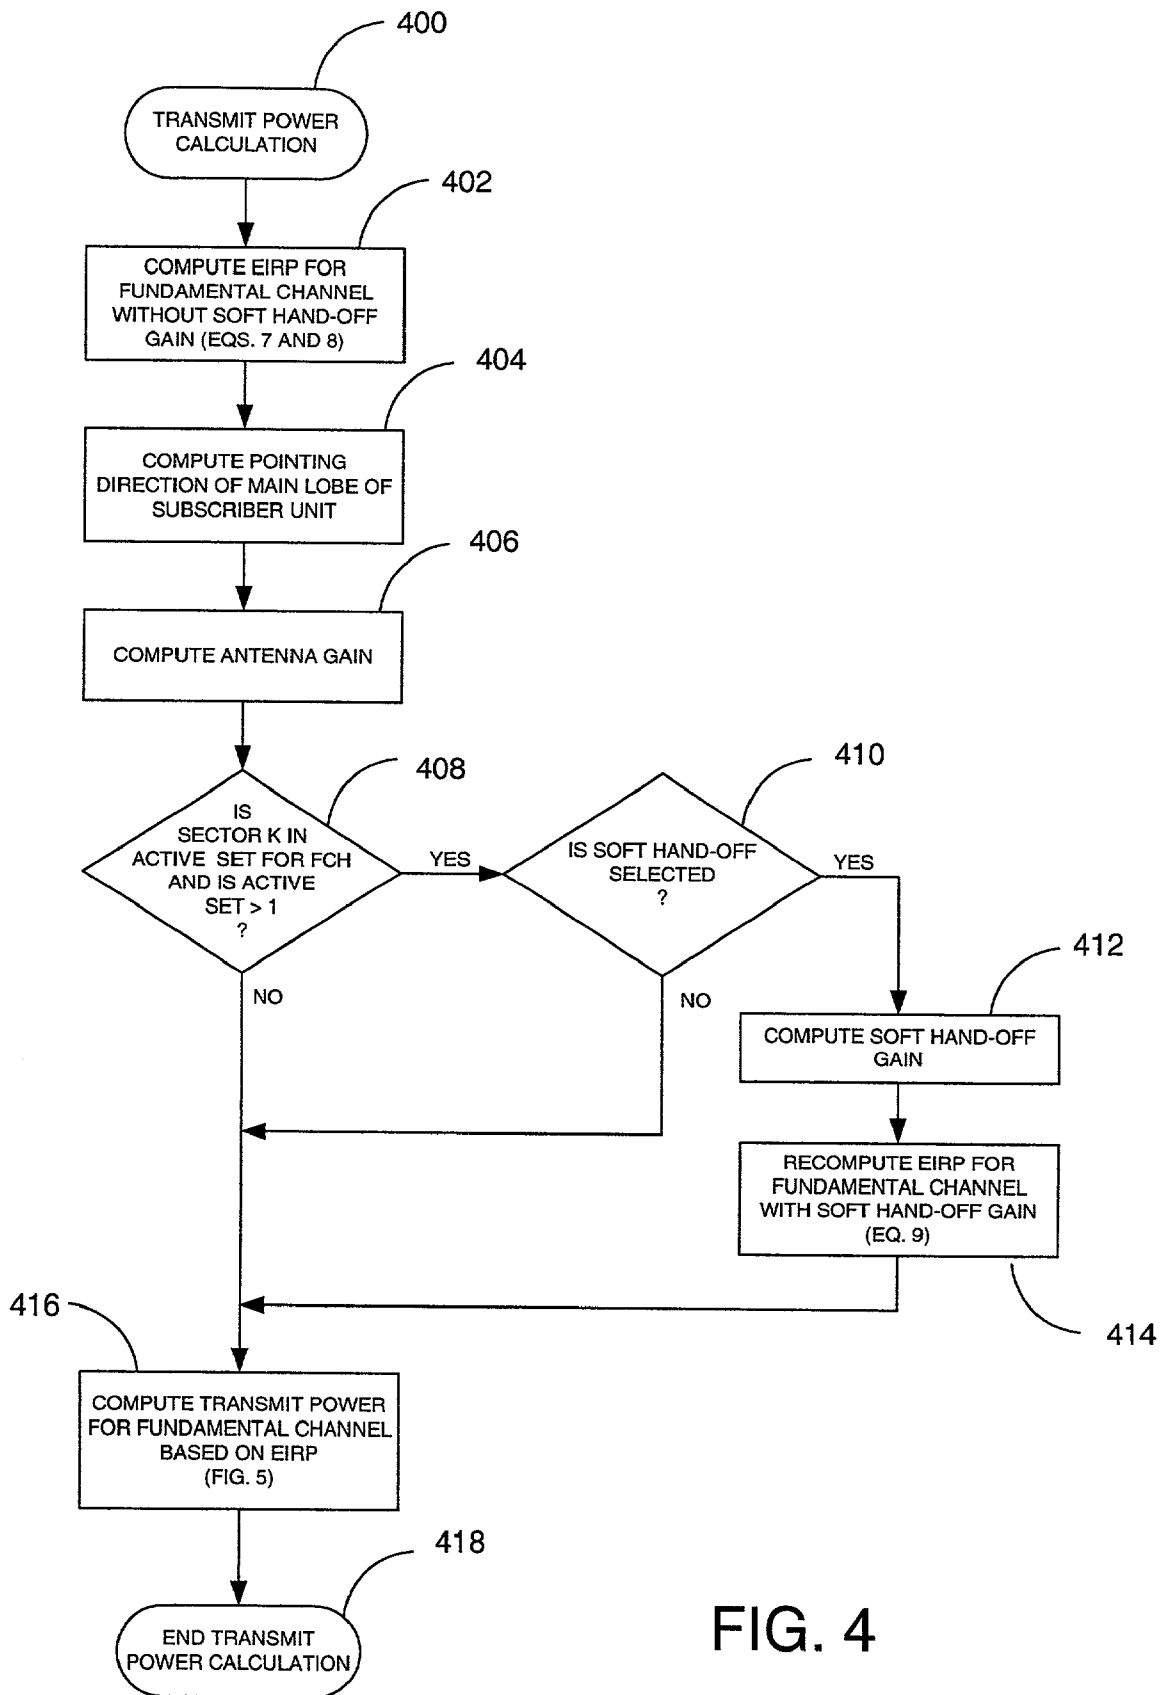 400
TRANSMIT POWER
CALCULATION
402
COMPUTE EIRP FOR
FUNDAMENTAL CHANNEL
WITHOUT SOFT HAND-OFF
GAIN (EQS. 7 AND 8)
404
COMPUTE POINTING
DIRECTION OF MAIN LOBE OF
SUBSCRIBER UNIT
406
COMPUTE ANTENNA GAIN
408
IS
SECTOR K IN
ACTIVE SET FOR FCH
AND IS ACTIVE
SET > 1
?
YES
NO
410
IS SOFT HAND-OFF
SELECTED
?
YES
NO
412
COMPUTE SOFT HAND-OFF
GAIN
RECOMPUTE EIRP FOR
FUNDAMENTAL CHANNEL
WITH SOFT HAND-OFF GAIN
(EQ. 9)
414
416
COMPUTE TRANSMIT POWER
FOR FUNDAMENTAL CHANNEL
BASED ON EIRP
(FIG. 5)
418
END TRANSMIT
POWER CALCULATION
FIG. 4